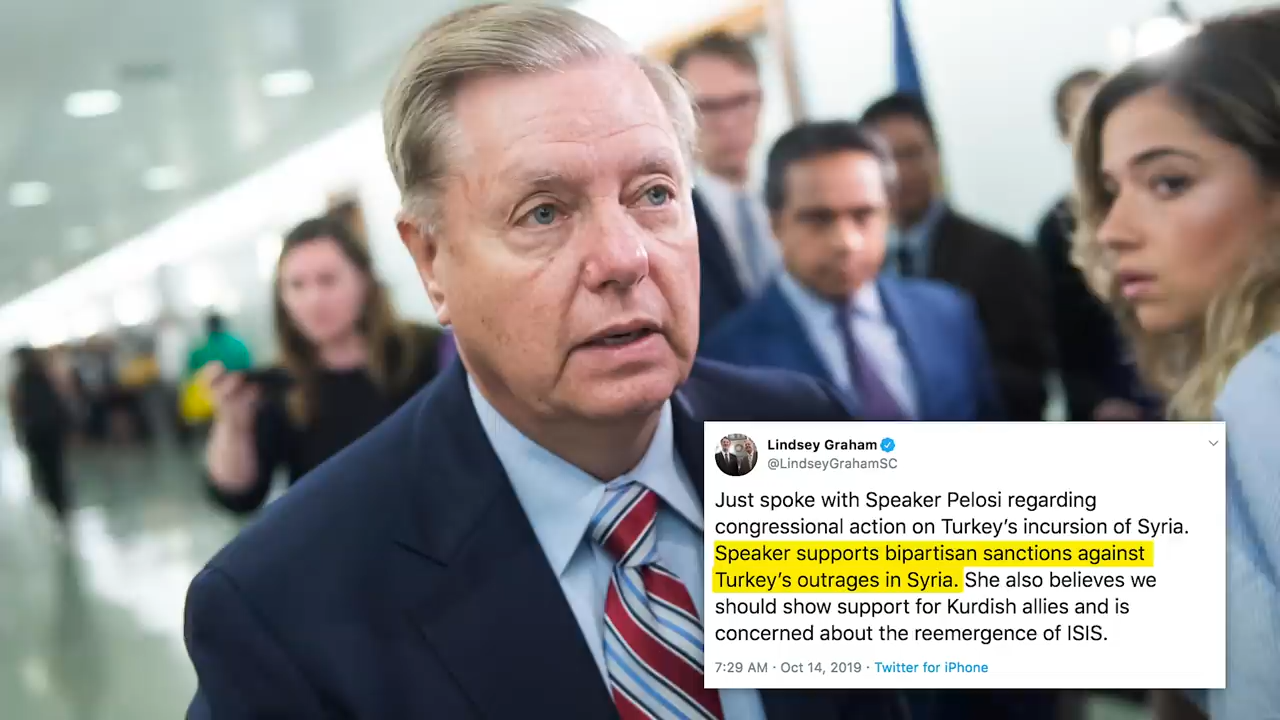 Lindsey Graham
@LindseyGrahamSC
Just spoke with Speaker Pelosi regarding
congressional action on Turkey's incursion of Syria.
Speaker supports bipartisan sanctions against
Turkey's outrages in Syria. She also believes we
should show support for Kurdish allies and is
concerned about the reemergence of ISIS.
7:29 AM · Oct 14, 2019 · Twitter for iPhone